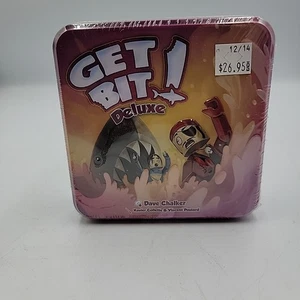 GET
BIT!
Deluxe
12/14
$26.95
Dave Chalker